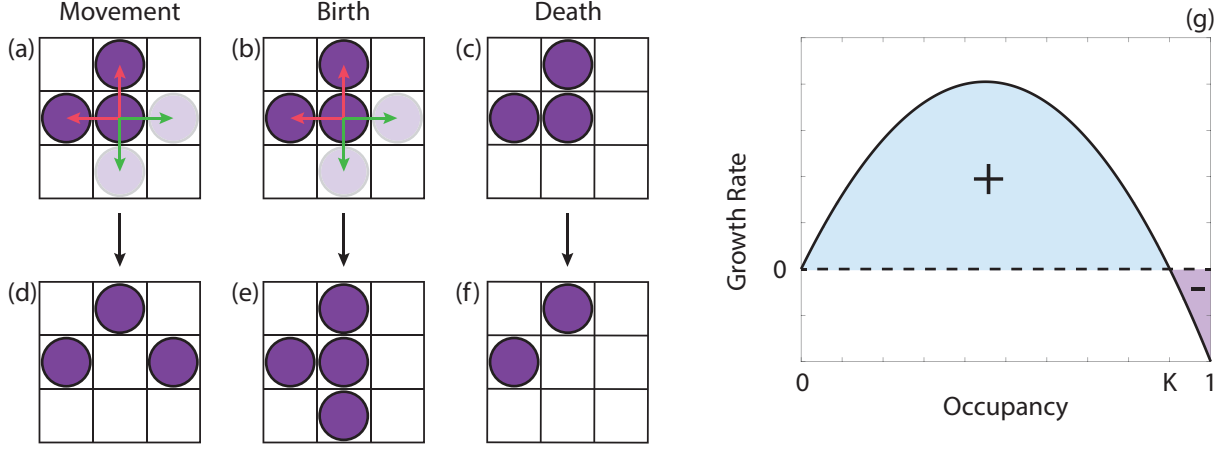 Movement
Birth
Death
(g)
(a)
(b)
(c)
+
Growth Rate
0
-
(d)
(e)
(f)
0
K
1
Occupancy